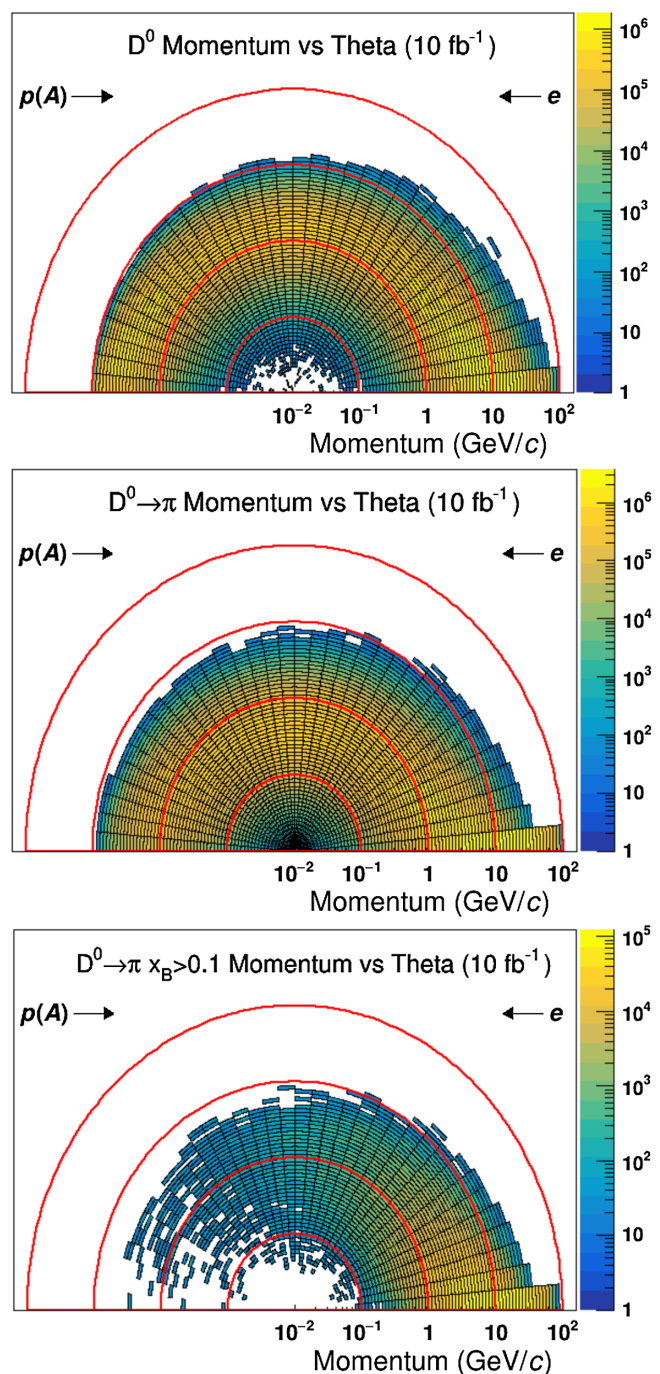 D⁰ Momentum vs Theta (10 fb⁻¹)
p(A) → ← e
10⁶
10⁵
10⁴
10³
10²
10
1
10⁻² 10⁻¹ 1 10 10²
Momentum (GeV/c)
D⁰→π Momentum vs Theta (10 fb⁻¹)
p(A) → ← e
10⁶
10⁵
10⁴
10³
10²
10
1
10⁻² 10⁻¹ 1 10 10²
Momentum (GeV/c)
D⁰→π x_B>0.1 Momentum vs Theta (10 fb⁻¹)
p(A) → ← e
10⁵
10⁴
10³
10²
10
1
10⁻² 10⁻¹ 1 10 10²
Momentum (GeV/c)